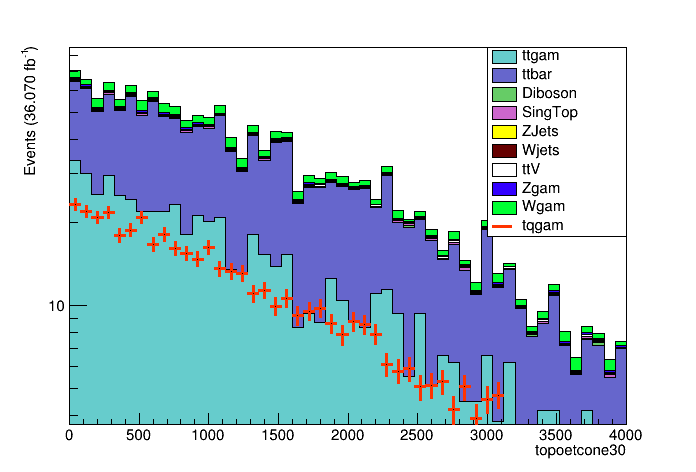 Events (36.070 fb⁻¹)
ttgam
ttbar
Diboson
SingTop
ZJets
Wjets
ttV
Zgam
Wgam
tqgam
10
0 500 1000 1500 2000 2500 3000 3500 4000
topoetcone30